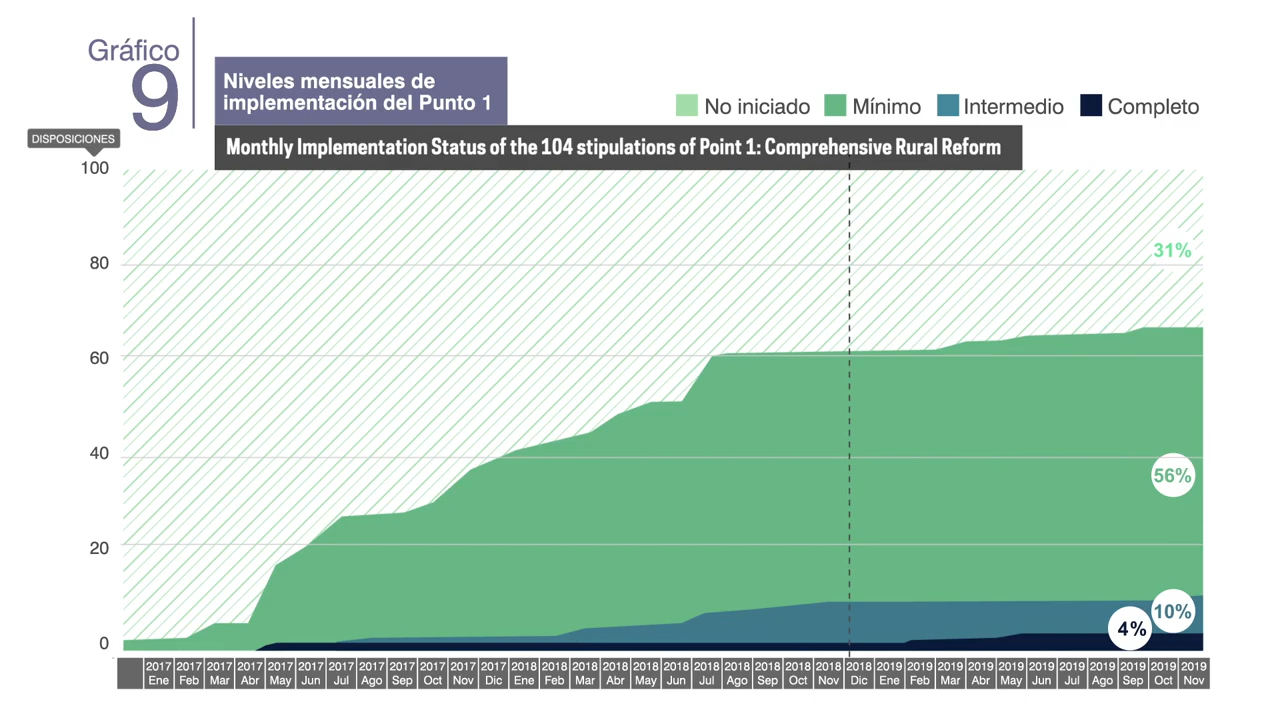 Gráfico
9
Niveles mensuales de
implementación del Punto 1
No iniciado
Mínimo
Intermedio
Completo
DISPOSICIONES
Monthly Implementation Status of the 104 stipulations of Point 1: Comprehensive Rural Reform
100
80
60
40
20
0
31%
56%
10%
4%
2017 2017 2017 2017 2017 2017 2017 2017 2017 2017 2017 2017 2018 2018 2018 2018 2018 2018 2018 2018 2018 2018 2018 2018 2019 2019 2019 2019 2019 2019 2019 2019 2019 2019 2019
Ene Feb Mar Abr May Jun Jul Ago Sep Oct Nov Dic Ene Feb Mar Abr May Jun Jul Ago Sep Oct Nov Dic Ene Feb Mar Abr May Jun Jul Ago Sep Oct Nov